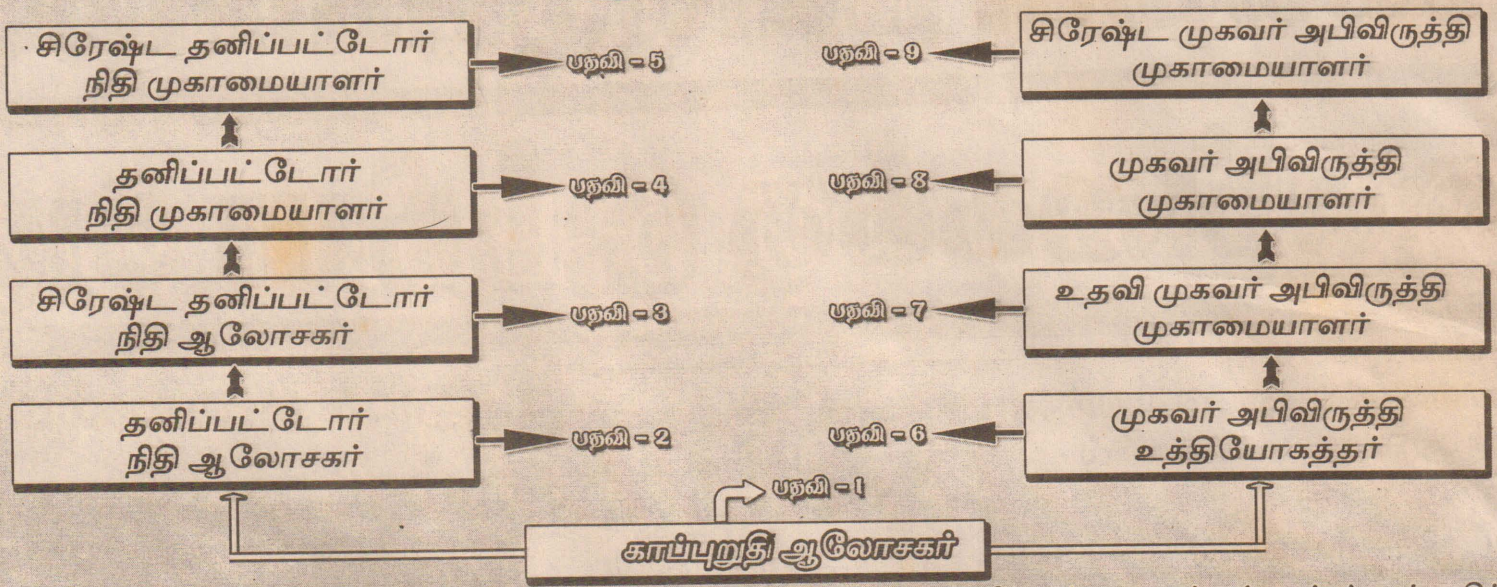 சிரேஷ்ட தனிப்பட்டோர்
நிதி முகாமையாளர்
பதவி - 5
பதவி - 9
சிரேஷ்ட முகவர் அபிவிருத்தி
முகாமையாளர்
தனிப்பட்டோர்
நிதி முகாமையாளர்
பதவி - 4
பதவி - 8
முகவர் அபிவிருத்தி
முகாமையாளர்
சிரேஷ்ட தனிப்பட்டோர்
நிதி ஆலோசகர்
பதவி - 3
பதவி - 7
உதவி முகவர் அபிவிருத்தி
முகாமையாளர்
தனிப்பட்டோர்
நிதி ஆலோசகர்
பதவி - 2
பதவி - 6
முகவர் அபிவிருத்தி
உத்தியோகத்தர்
பதவி - 1
காப்புறுதி ஆலோசகர்